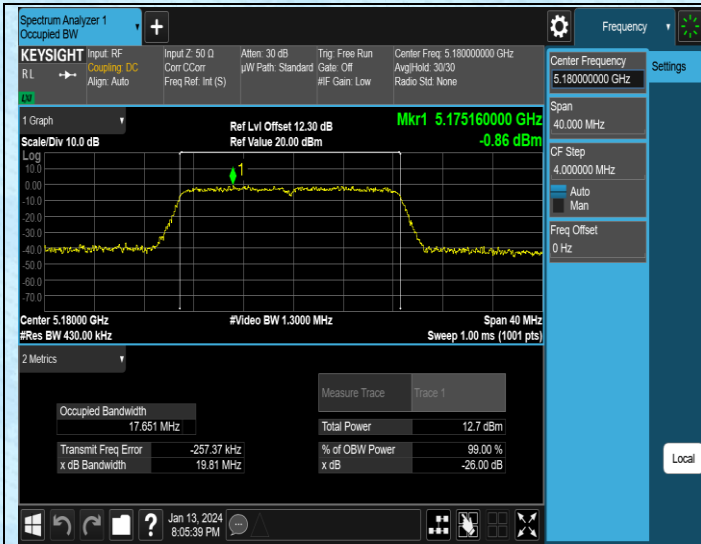 Spectrum Analyzer 1
Occupied BW
+
Frequency
KEYSIGHT
RL
LXI
Input: RF
Coupling: DC
Align: Auto
Input Z: 50 Ω
Corr CCorr
Freq Ref: Int (S)
Atten: 30 dB
µW Path: Standard
Trig: Free Run
Gate: Off
#IF Gain: Low
Center Freq: 5.180000000 GHz
Avg|Hold: 30/30
Radio Std: None
Center Frequency
5.180000000 GHz
Settings
Span
40.000 MHz
CF Step
4.000000 MHz
Auto
Man
Freq Offset
0 Hz
Local
1 Graph
Scale/Div 10.0 dB
Ref Lvl Offset 12.30 dB
Ref Value 20.00 dBm
Mkr1 5.175160000 GHz
-0.86 dBm
Log
10.0
0.00
-10.0
-20.0
-30.0
-40.0
-50.0
-60.0
-70.0
1
Center 5.18000 GHz
#Res BW 430.00 kHz
#Video BW 1.3000 MHz
Span 40 MHz
Sweep 1.00 ms (1001 pts)
2 Metrics
Measure Trace Trace 1
Occupied Bandwidth
17.651 MHz
Total Power 12.7 dBm
Transmit Freq Error -257.37 kHz
% of OBW Power 99.00 %
x dB Bandwidth 19.81 MHz
x dB -26.00 dB
?
Jan 13, 2024
8:05:39 PM